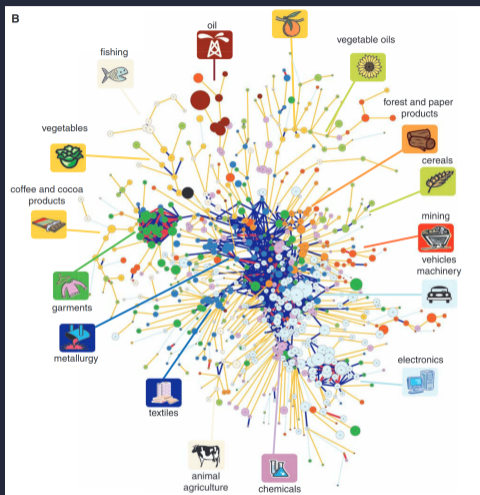 B
oil
fishing
vegetable oils
forest and paper
products
vegetables
cereals
coffee and cocoa
products
mining
vehicles
machinery
garments
metallurgy
electronics
textiles
animal
agriculture
chemicals